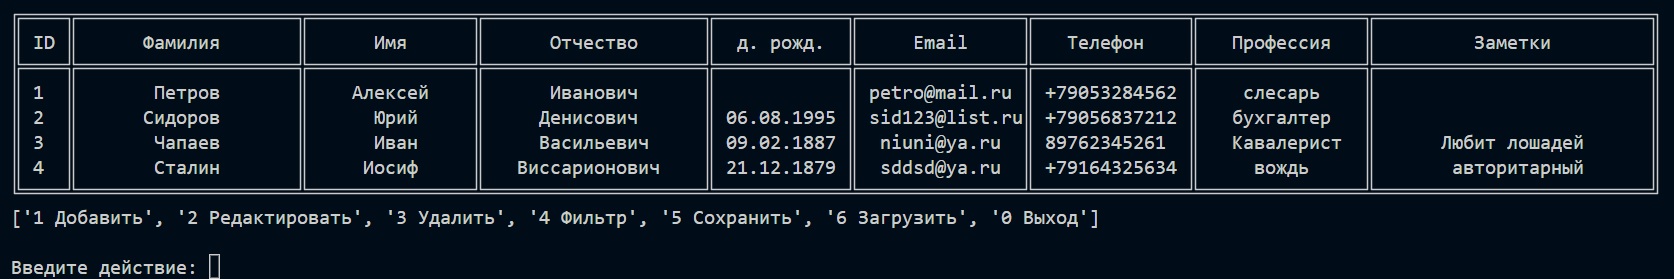 ID Фамилия Имя Отчество д. рожд. Email Телефон Профессия Заметки
1 Петров Алексей Иванович petro@mail.ru +79053284562 слесарь
2 Сидоров Юрий Денисович 06.08.1995 sid123@list.ru +79056837212 бухгалтер
3 Чапаев Иван Васильевич 09.02.1887 niuni@ya.ru 89762345261 Кавалерист Любит лошадей
4 Сталин Иосиф Виссарионович 21.12.1879 sddsd@ya.ru +79164325634 вождь авторитарный
['1 Добавить', '2 Редактировать', '3 Удалить', '4 Фильтр', '5 Сохранить', '6 Загрузить', '0 Выход']
Введите действие: